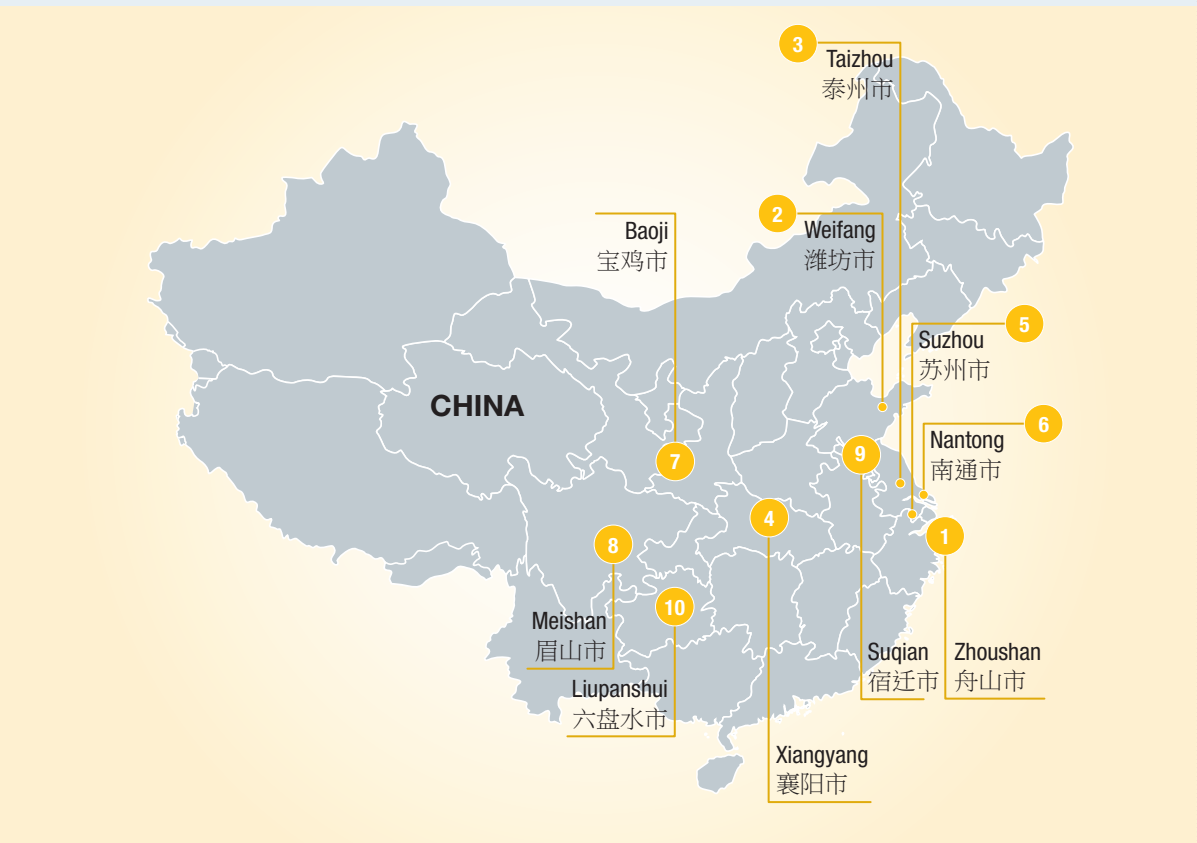 3
Taizhou
泰州市
2
Weifang
潍坊市
Baoji
宝鸡市
5
Suzhou
苏州市
CHINA
6
Nantong
南通市
9
7
4
1
8
10
Meishan
眉山市
Suqian
宿迁市
Zhoushan
舟山市
Liupanshui
六盘水市
Xiangyang
襄阳市